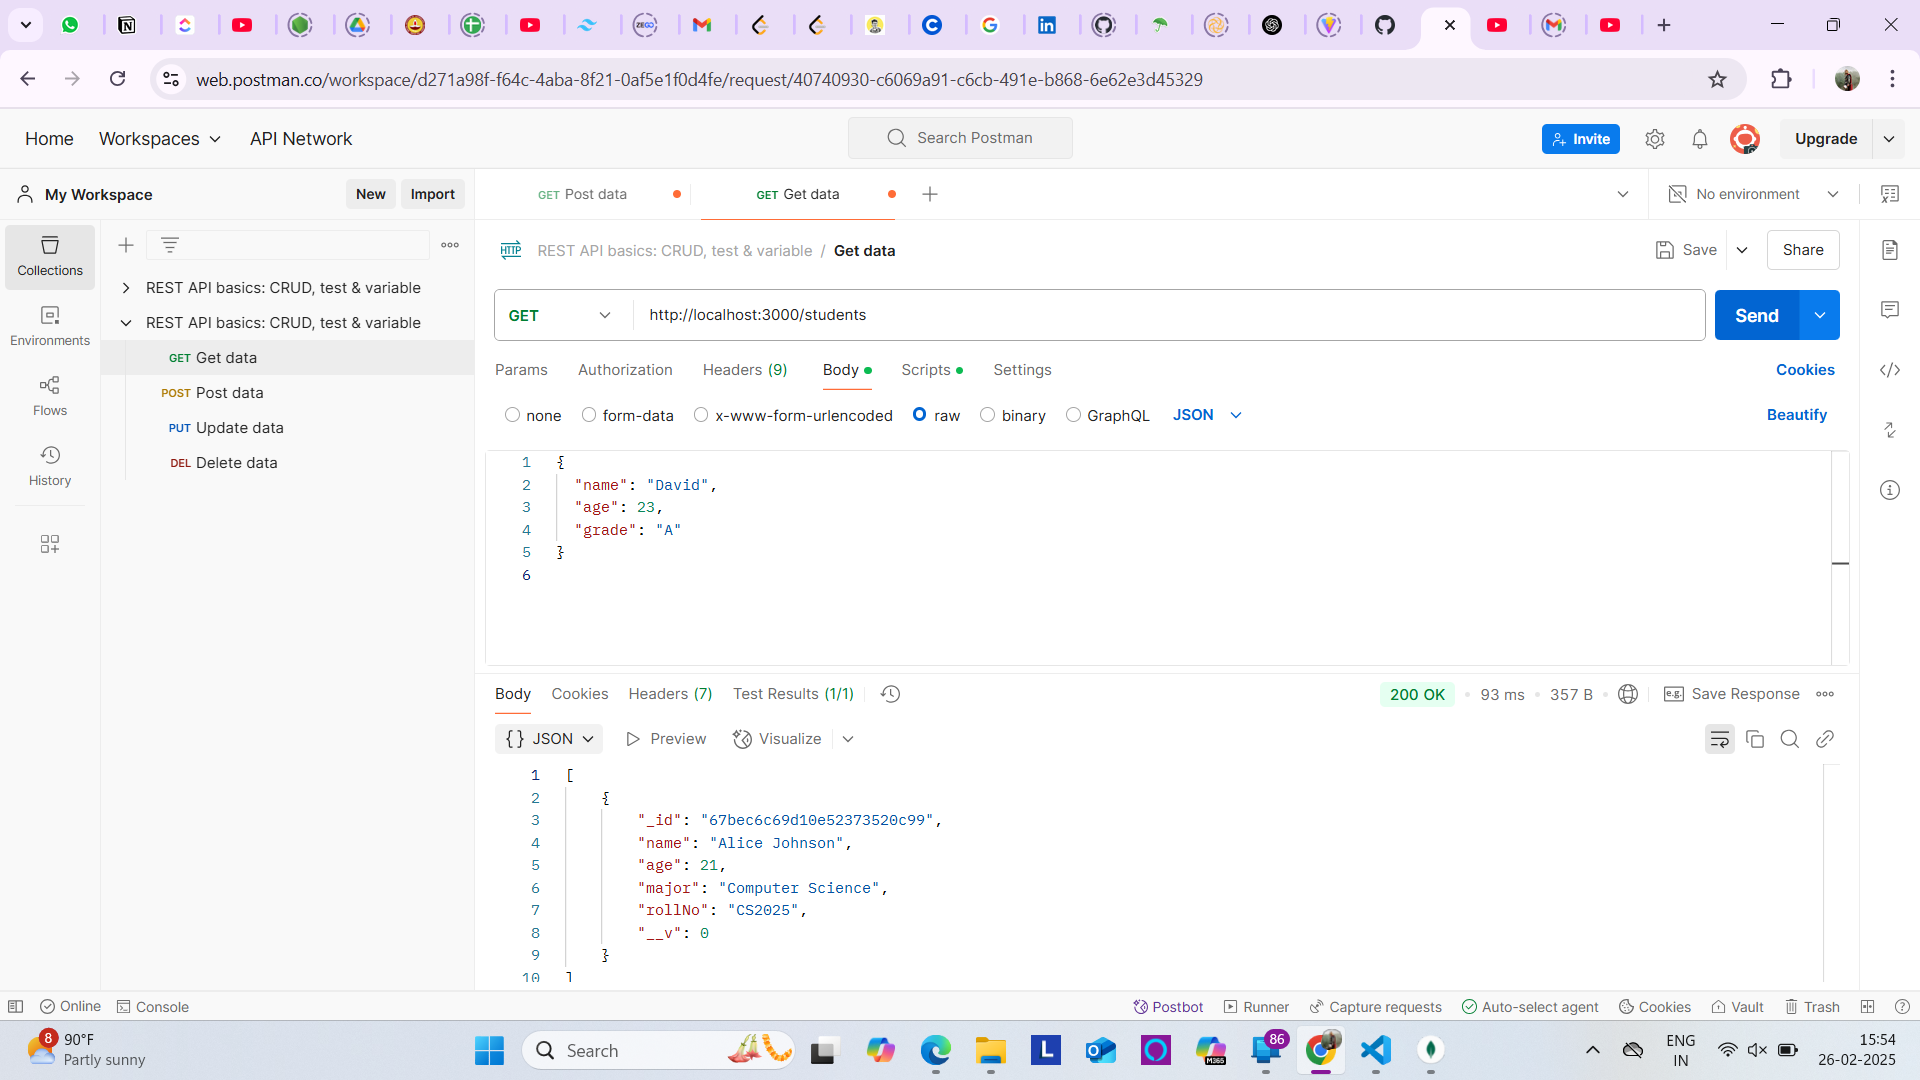 web.postman.co/workspace/d271a98f-f64c-4aba-8f21-0af5e1f0d4fe/request/40740930-c6069a91-c6cb-491e-b868-6e62e3d45329
Home Workspaces API Network
Search Postman
Invite
Upgrade
My Workspace
New Import
GET Post data
GET Get data
No environment
Collections
REST API basics: CRUD, test & variable
REST API basics: CRUD, test & variable
GET Get data
POST Post data
PUT Update data
DEL Delete data
Environments
Flows
History
HTTP REST API basics: CRUD, test & variable / Get data
Save Share
GET http://localhost:3000/students
Send
Params Authorization Headers (9) Body Scripts Settings Cookies
none form-data x-www-form-urlencoded raw binary GraphQL JSON Beautify
1 {
2 "name": "David",
3 "age": 23,
4 "grade": "A"
5 }
6
Body Cookies Headers (7) Test Results (1/1)
200 OK 93 ms 357 B e.g. Save Response
{} JSON Preview Visualize
1 [
2 {
3 "_id": "67bec6c69d10e52373520c99",
4 "name": "Alice Johnson",
5 "age": 21,
6 "major": "Computer Science",
7 "rollNo": "CS2025",
8 "__v": 0
9 }
10 ]
Online Console
Postbot Runner Capture requests Auto-select agent Cookies Vault Trash
8
90°F
Partly sunny
Search
L
M365
86
ENG
IN
15:54
26-02-2025